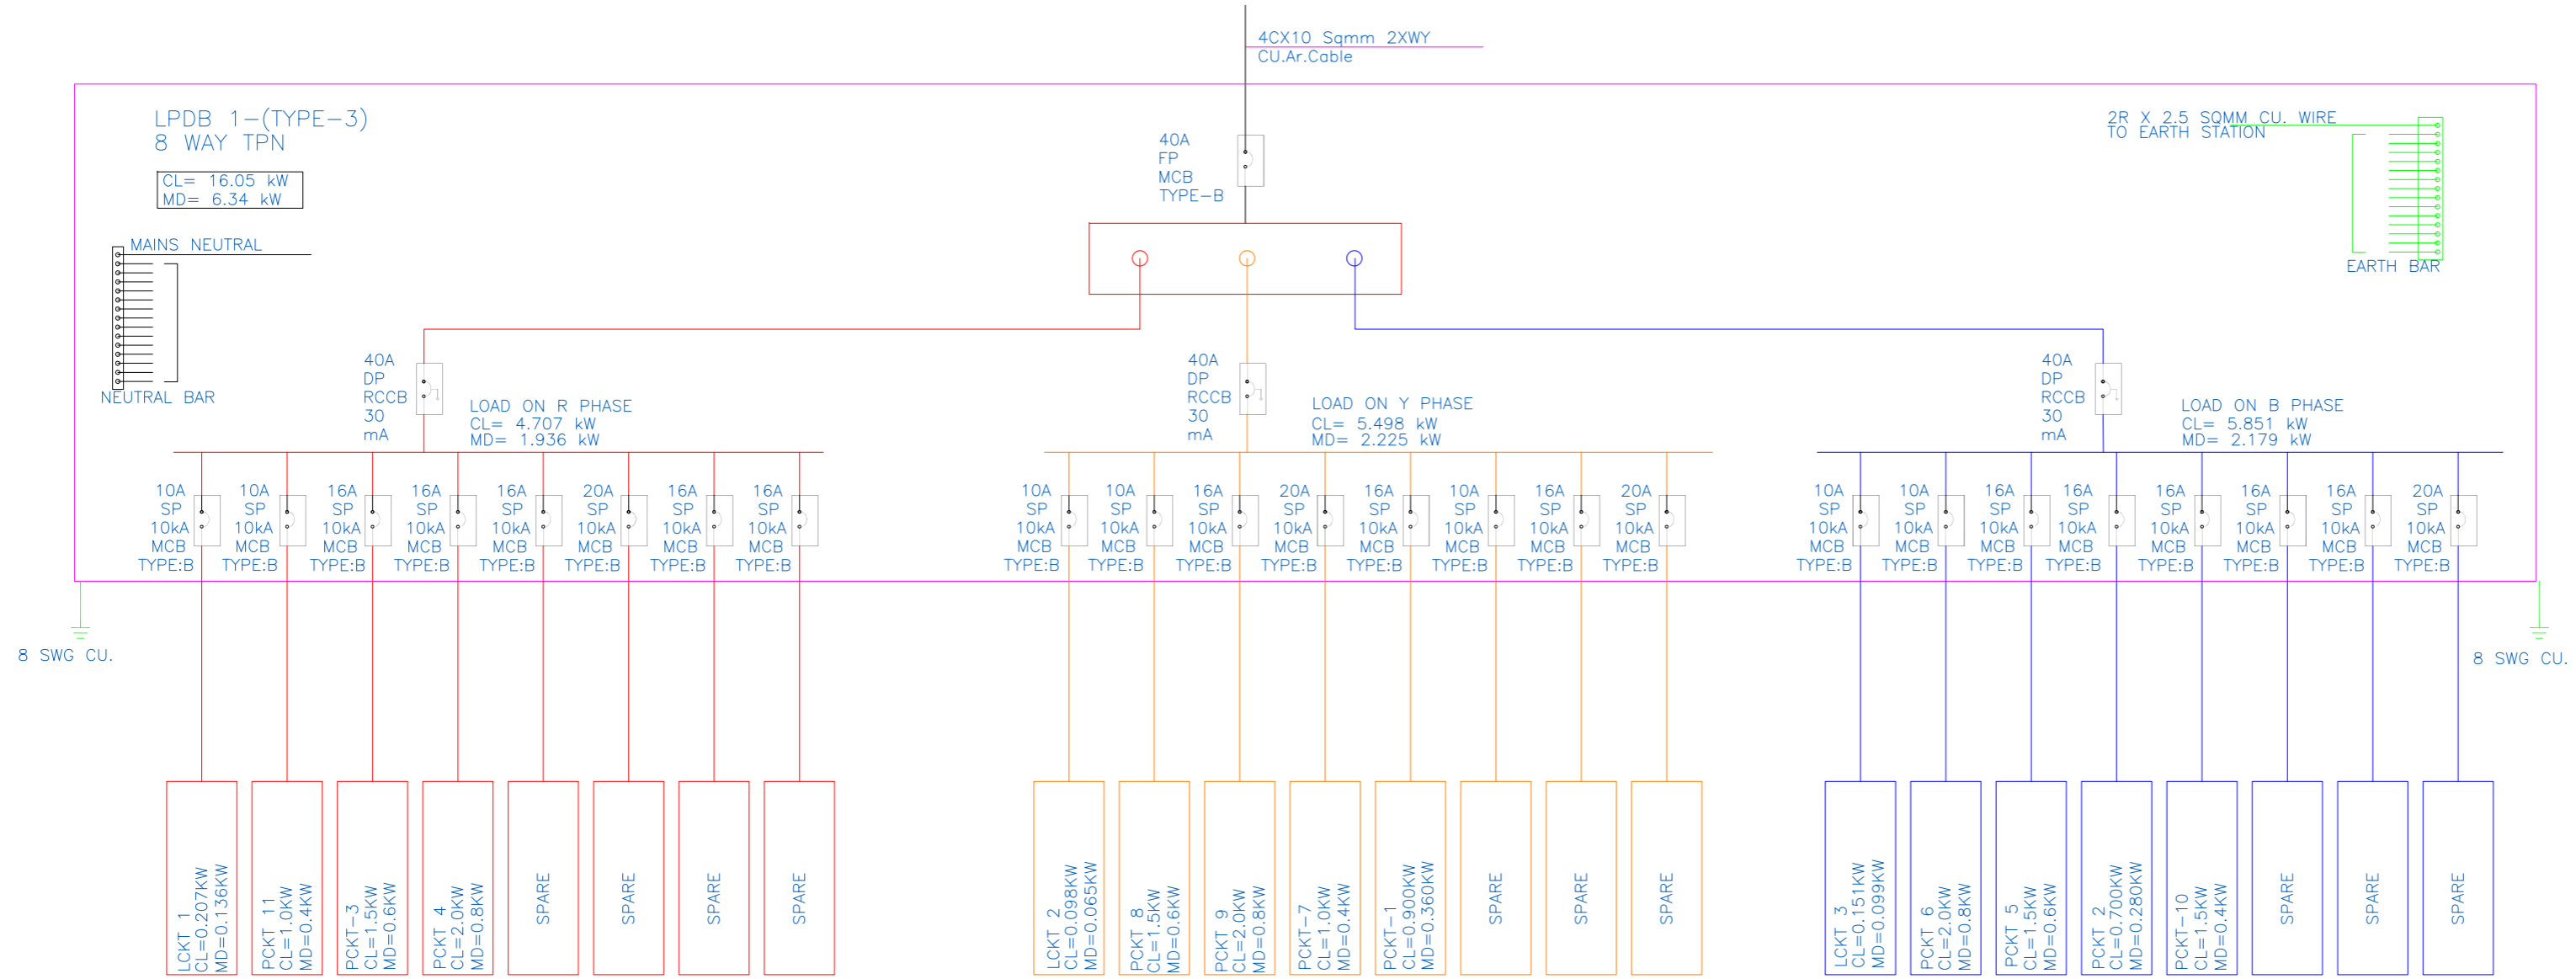 4CX10 Sqmm 2XWY
CU.Ar.Cable
LPDB 1-(TYPE-3)
8 WAY TPN
CL= 16.05 kW
MD= 6.34 kW
40A
FP
MCB
TYPE-B
2R X 2.5 SQMM CU. WIRE
TO EARTH STATION
EARTH BAR
MAINS NEUTRAL
NEUTRAL BAR
40A
DP
RCCB
30
mA
LOAD ON R PHASE
CL= 4.707 kW
MD= 1.936 kW
40A
DP
RCCB
30
mA
LOAD ON Y PHASE
CL= 5.498 kW
MD= 2.225 kW
40A
DP
RCCB
30
mA
LOAD ON B PHASE
CL= 5.851 kW
MD= 2.179 kW
10A
SP
10kA
MCB
TYPE:B
10A
SP
10kA
MCB
TYPE:B
16A
SP
10kA
MCB
TYPE:B
16A
SP
10kA
MCB
TYPE:B
16A
SP
10kA
MCB
TYPE:B
20A
SP
10kA
MCB
TYPE:B
16A
SP
10kA
MCB
TYPE:B
16A
SP
10kA
MCB
TYPE:B
10A
SP
10kA
MCB
TYPE:B
10A
SP
10kA
MCB
TYPE:B
16A
SP
10kA
MCB
TYPE:B
20A
SP
10kA
MCB
TYPE:B
16A
SP
10kA
MCB
TYPE:B
10A
SP
10kA
MCB
TYPE:B
16A
SP
10kA
MCB
TYPE:B
20A
SP
10kA
MCB
TYPE:B
10A
SP
10kA
MCB
TYPE:B
10A
SP
10kA
MCB
TYPE:B
16A
SP
10kA
MCB
TYPE:B
16A
SP
10kA
MCB
TYPE:B
16A
SP
10kA
MCB
TYPE:B
16A
SP
10kA
MCB
TYPE:B
16A
SP
10kA
MCB
TYPE:B
20A
SP
10kA
MCB
TYPE:B
8 SWG CU.
8 SWG CU.
LCKT 1
CL=0.207KW
MD=0.136KW
PCKT 11
CL=1.0KW
MD=0.4KW
PCKT-3
CL=1.5KW
MD=0.6KW
PCKT 4
CL=2.0KW
MD=0.8KW
SPARE
SPARE
SPARE
SPARE
LCKT 2
CL=0.098KW
MD=0.065KW
PCKT 8
CL=1.5KW
MD=0.6KW
PCKT 9
CL=2.0KW
MD=0.8KW
PCKT-7
CL=1.0KW
MD=0.4KW
PCKT-1
CL=0.900KW
MD=0.360KW
SPARE
SPARE
SPARE
LCKT 3
CL=0.151KW
MD=0.099KW
PCKT 6
CL=2.0KW
MD=0.8KW
PCKT 5
CL=1.5KW
MD=0.6KW
PCKT 2
CL=0.700KW
MD=0.280KW
PCKT-10
CL=1.5KW
MD=0.4KW
SPARE
SPARE
SPARE